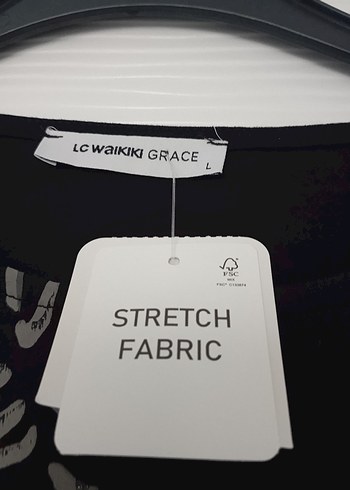 LC WAIKIKI GRACE
L
FSC
STRETCH
FABRIC